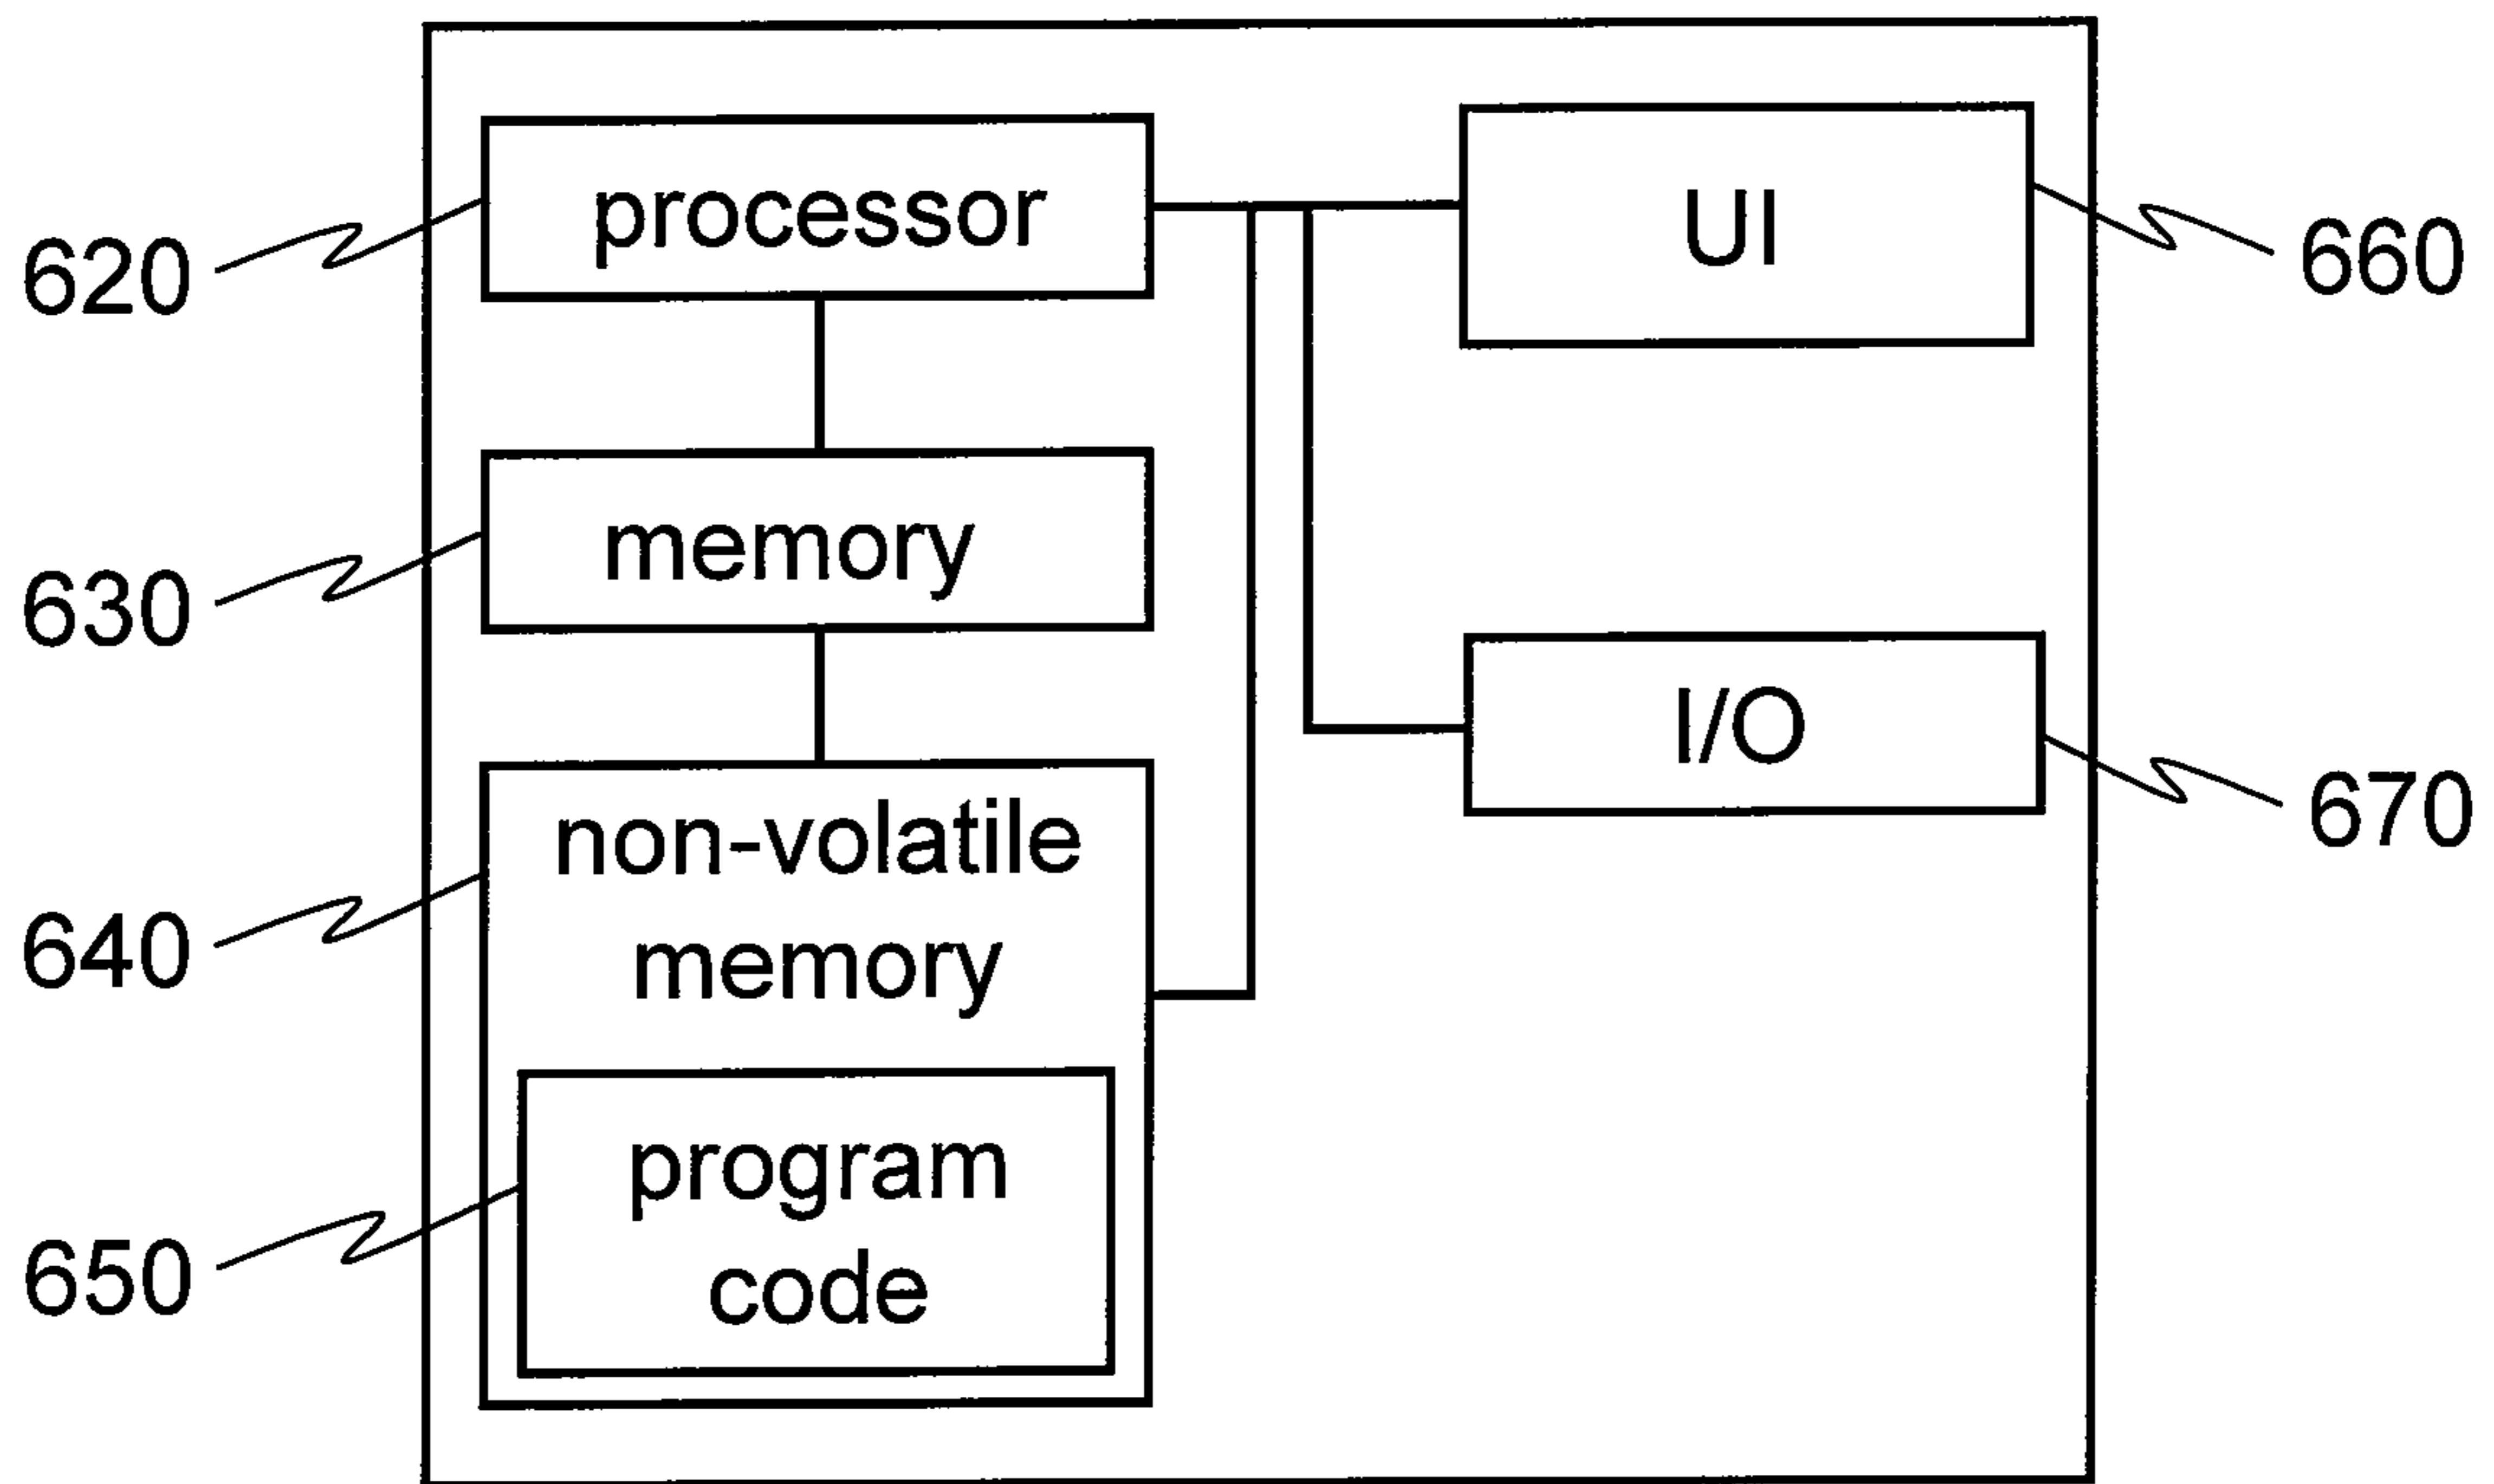 processor
UI
620
660
memory
630
I/O
670
non-volatile
memory
640
program
code
650